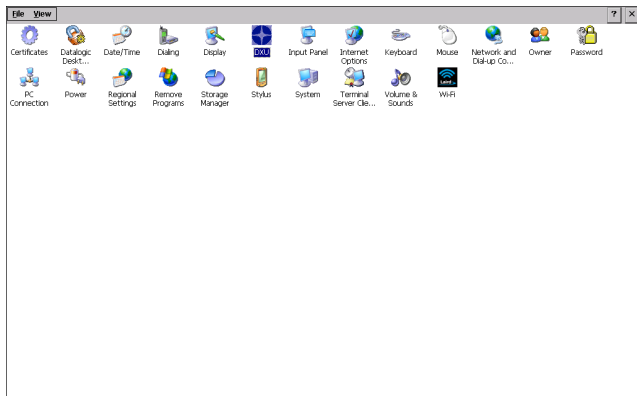 File View ? ×
Certificates Datalogic Deskt... Date/Time Dialing Display DXU Input Panel Internet Options Keyboard Mouse Network and Dial-up Co... Owner Password
PC Connection Power Regional Settings Remove Programs Storage Manager Stylus System Terminal Server Clie... Volume & Sounds Wi-Fi